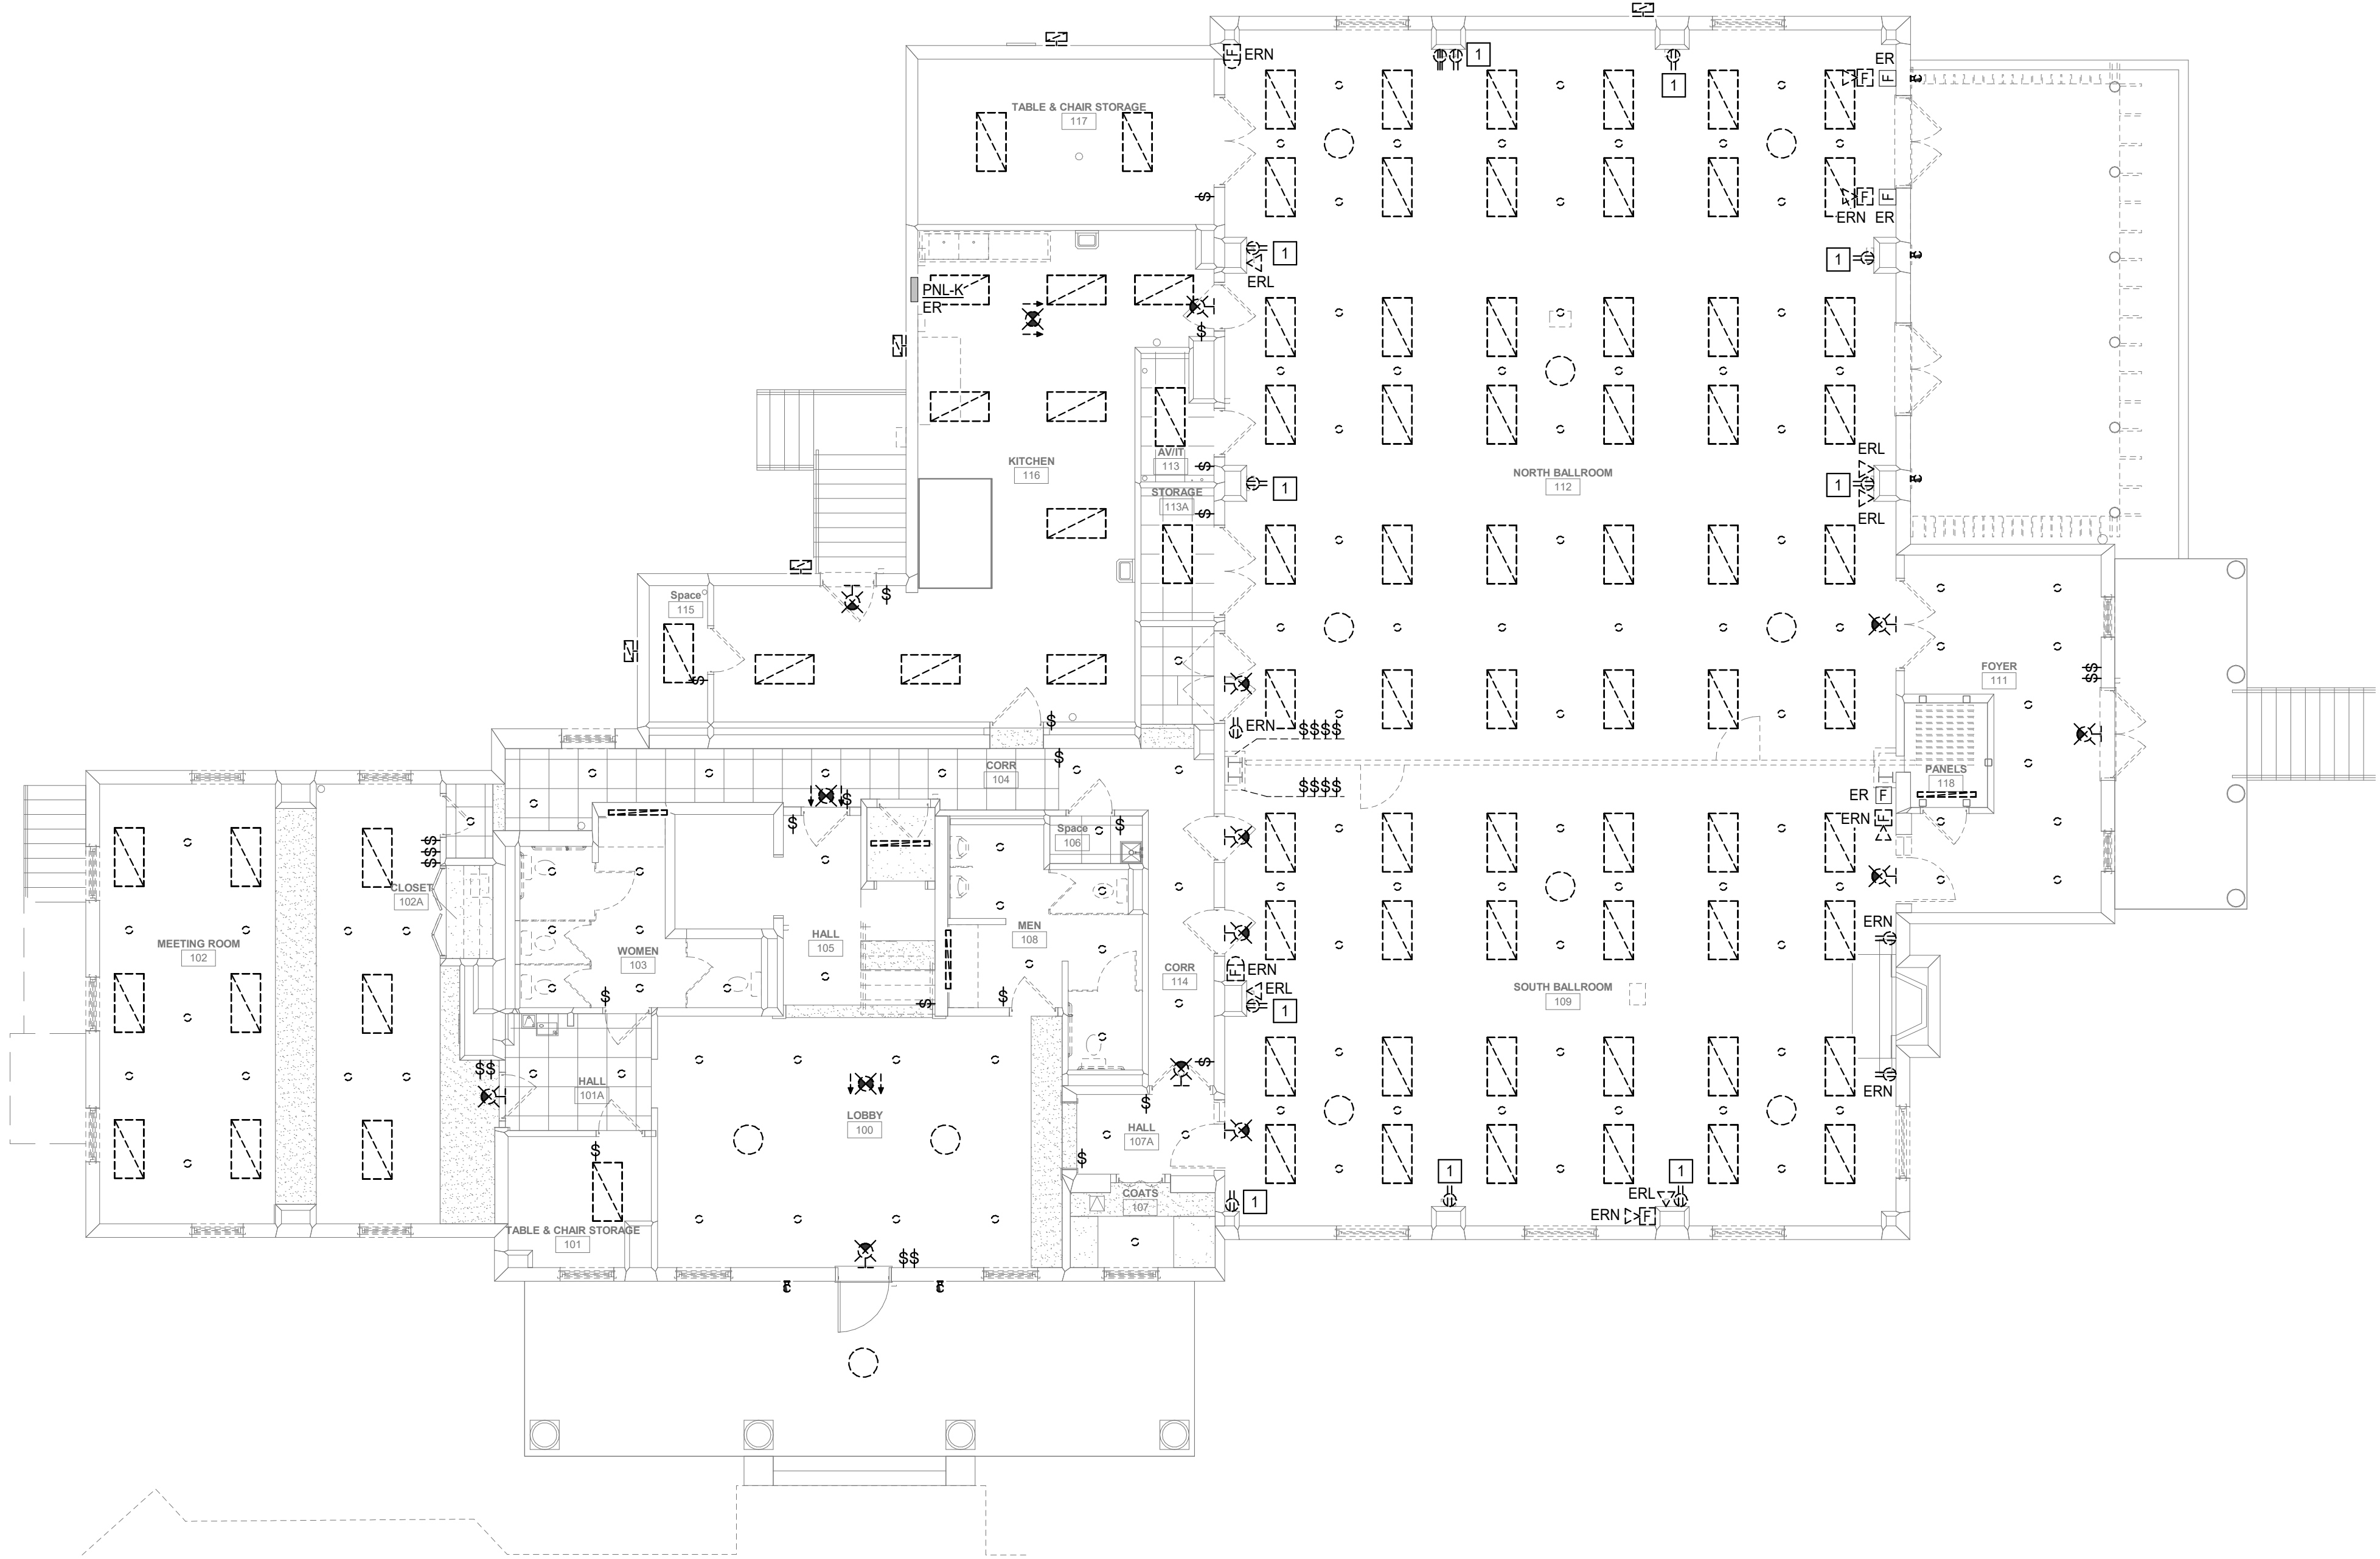 ERN
F
1
1
ER
F
F
TABLE & CHAIR STORAGE
117
$
F
F
ERN
ER
1
ERL
1
PNL-K
ER
$
ERL
1
ERL
KITCHEN
116
AV/IT
113
$
1
STORAGE
113A
$
NORTH BALLROOM
112
Space
115
$
$
FOYER
111
$$
$
ERN
$$$$
$$$$
CORR
104
$
PANELS
118
ER
F
ERN
F
$
$
$
Space
106
$$$
CLOSET
102A
MEETING ROOM
102
WOMEN
103
HALL
105
MEN
108
CORR
114
F
ERN
ERL
1
SOUTH BALLROOM
109
ERN
ERN
$
$
$
$$
HALL
101A
$
LOBBY
100
$
$
HALL
107A
$
COATS
107
1
1
ERL
1
ERN
F
TABLE & CHAIR STORAGE
101
$$